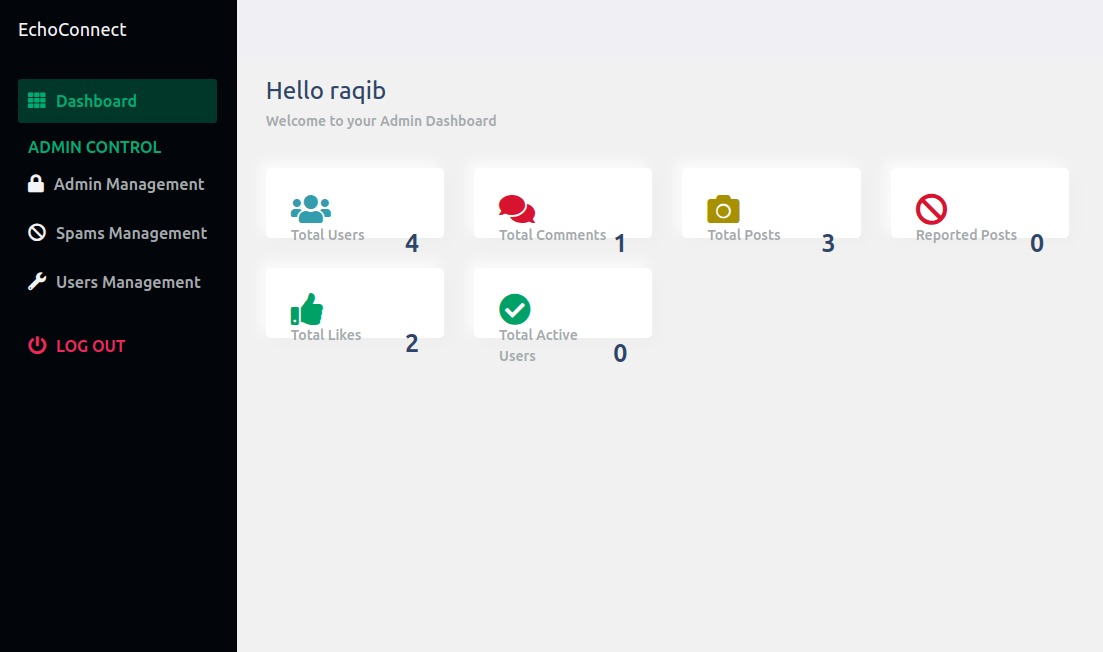 EchoConnect
Dashboard
ADMIN CONTROL
Admin Management
Spams Management
Users Management
LOG OUT
Hello raqib
Welcome to your Admin Dashboard
Total Users 4
Total Comments 1
Total Posts 3
Reported Posts 0
Total Likes 2
Total Active
Users 0